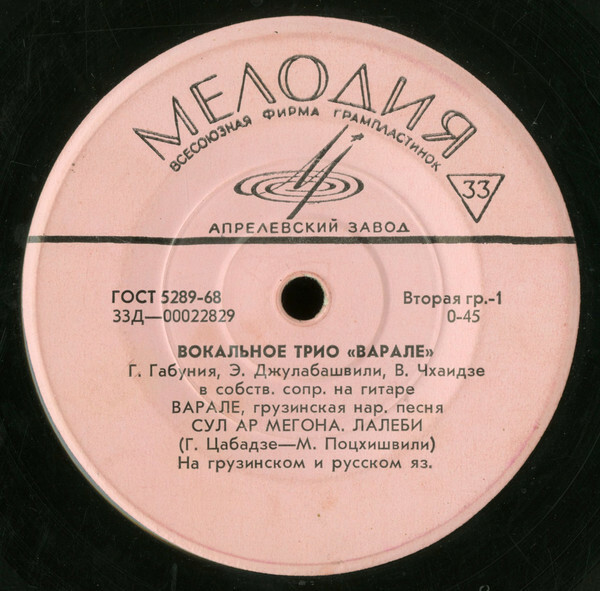 МЕЛОДИЯ
ВСЕСОЮЗНАЯ ФИРМА ГРАМПЛАСТИНОК
33
АПРЕЛЕВСКИЙ ЗАВОД
ГОСТ 5289-68 Вторая гр.-1
33Д—00022829 0-45
ВОКАЛЬНОЕ ТРИО «ВАРАЛЕ»
Г. Габуния, Э. Джулабашвили, В. Чхаидзе
в собств. сопр. на гитаре
ВАРАЛЕ, грузинская нар. песня
СУЛ АР МЕГОНА. ЛАЛЕБИ
(Г. Цабадзе—М. Поцхишвили)
На грузинском и русском яз.